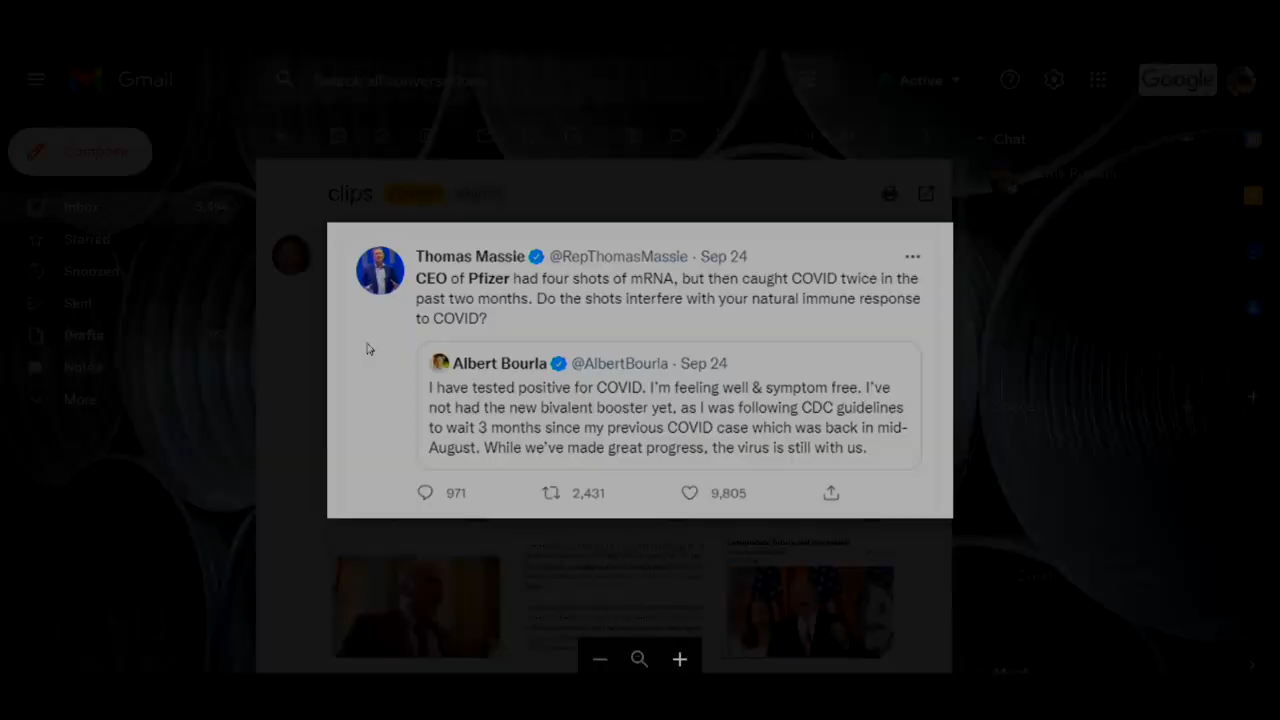 Gmail
Search all conversations
Active
Google
Compose
Chat
clips
Inbox
Starred
Snoozed
Sent
Drafts
More
Thomas Massie @RepThomasMassie · Sep 24
CEO of Pfizer had four shots of mRNA, but then caught COVID twice in the
past two months. Do the shots interfere with your natural immune response
to COVID?
Albert Bourla @AlbertBourla · Sep 24
I have tested positive for COVID. I'm feeling well & symptom free. I've
not had the new bivalent booster yet, as I was following CDC guidelines
to wait 3 months since my previous COVID case which was back in mid-
August. While we've made great progress, the virus is still with us.
971 2,431 9,805